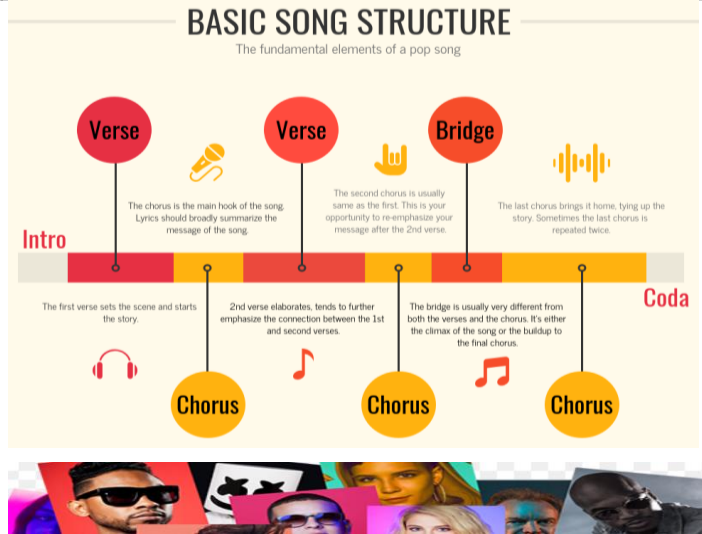 BASIC SONG STRUCTURE
The fundamental elements of a pop song
Verse
Verse
Bridge
The chorus is the main hook of the song.
Lyrics should broadly summarize the
message of the song.
The second chorus is usually
same as the first. This is your
opportunity to re-emphasize your
message after the 2nd verse.
The last chorus brings it home, tying up the
story. Sometimes the last chorus is
repeated twice.
Intro
Coda
The first verse sets the scene and starts
the story.
2nd verse elaborates, tends to further
emphasize the connection between the 1st
and second verses.
The bridge is usually very different from
both the verses and the chorus. It's either
the climax of the song or the buildup to
the final chorus.
Chorus
Chorus
Chorus